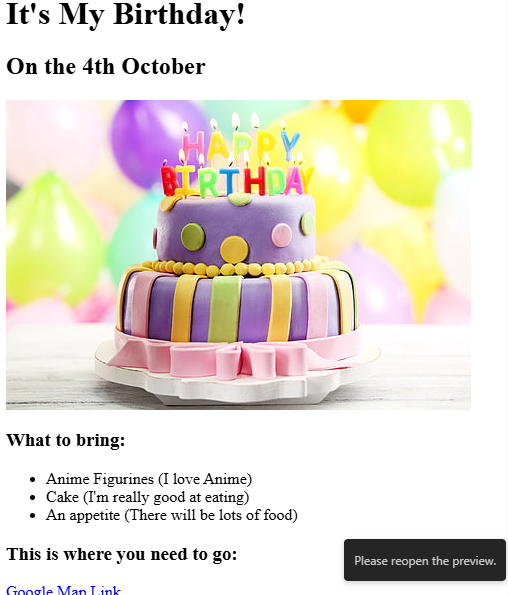 It's My Birthday!
On the 4th October
HAPPY
BIRTHDAY
What to bring:
Anime Figurines (I love Anime)
Cake (I'm really good at eating)
An appetite (There will be lots of food)
This is where you need to go:
Please reopen the preview.
Google Map Link